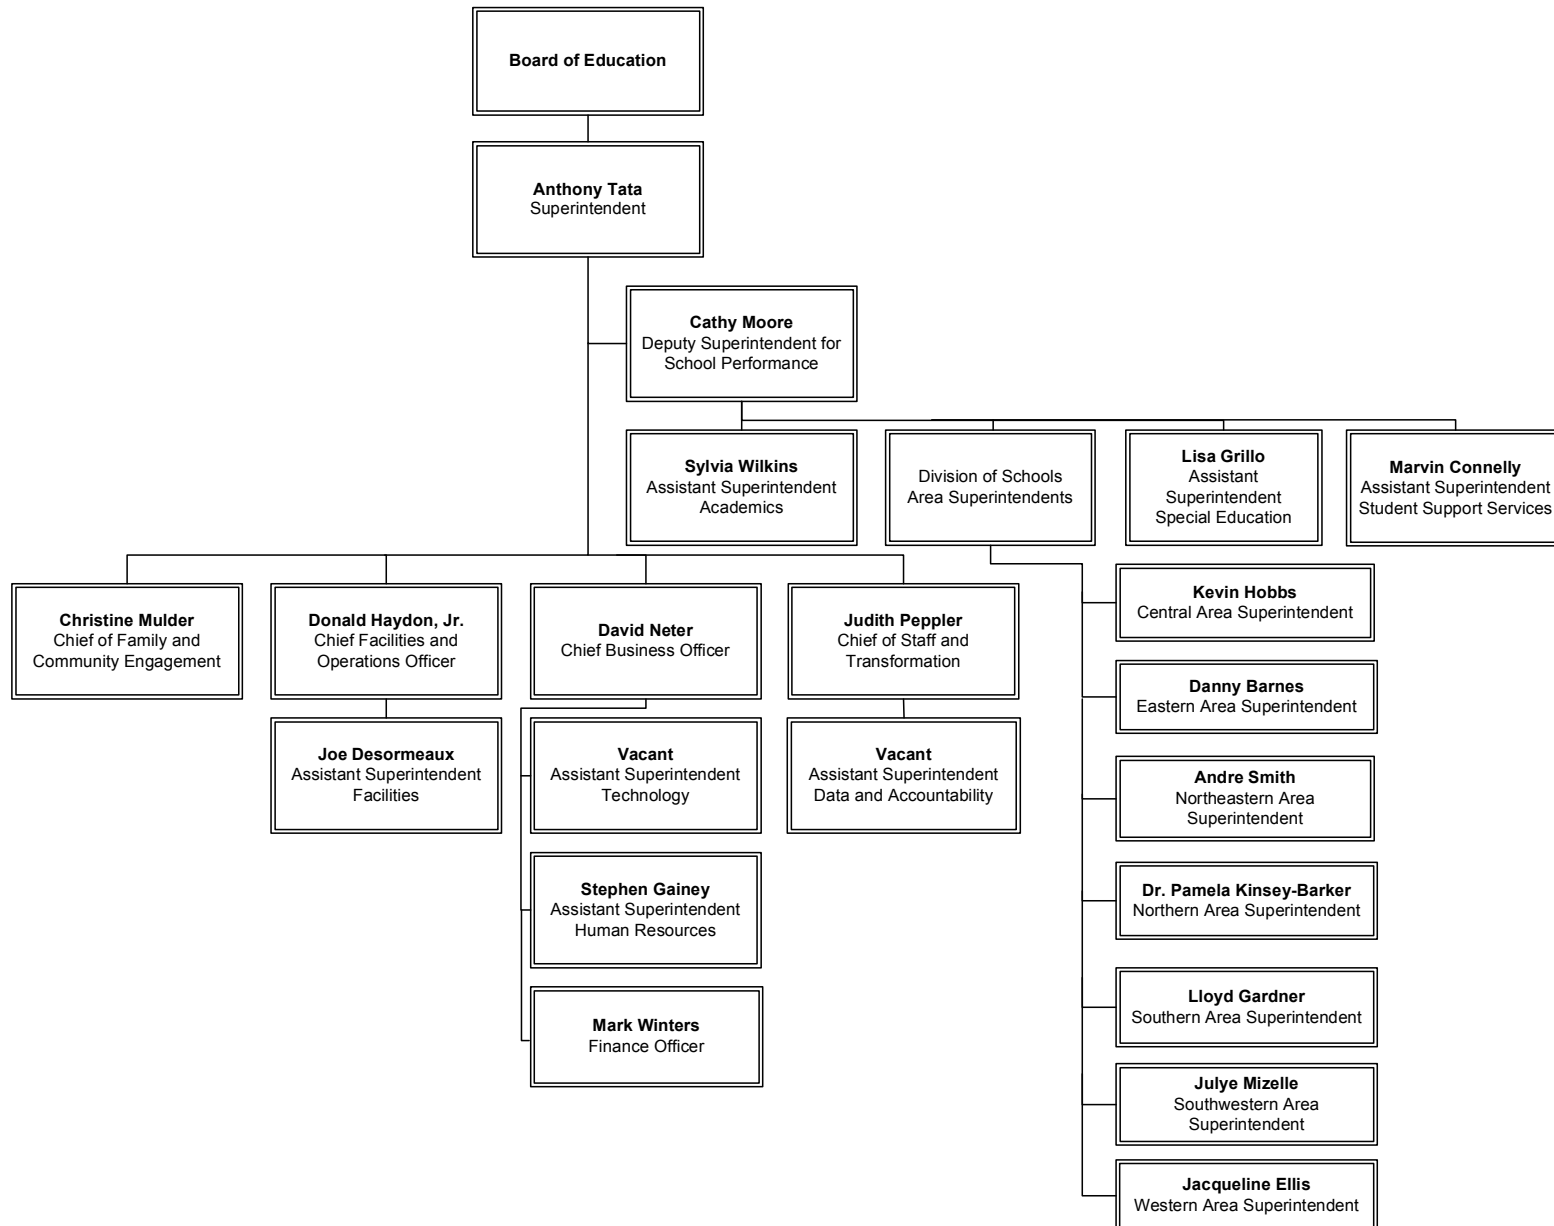 Board of Education
Anthony Tata
Superintendent
Cathy Moore
Deputy Superintendent for
School Performance
Sylvia Wilkins
Assistant Superintendent
Academics
Division of Schools
Area Superintendents
Lisa Grillo
Assistant
Superintendent
Special Education
Marvin Connelly
Assistant Superintendent
Student Support Services
Christine Mulder
Chief of Family and
Community Engagement
Donald Haydon, Jr.
Chief Facilities and
Operations Officer
David Neter
Chief Business Officer
Judith Peppler
Chief of Staff and
Transformation
Joe Desormeaux
Assistant Superintendent
Facilities
Vacant
Assistant Superintendent
Technology
Vacant
Assistant Superintendent
Data and Accountability
Stephen Gainey
Assistant Superintendent
Human Resources
Mark Winters
Finance Officer
Kevin Hobbs
Central Area Superintendent
Danny Barnes
Eastern Area Superintendent
Andre Smith
Northeastern Area
Superintendent
Dr. Pamela Kinsey-Barker
Northern Area Superintendent
Lloyd Gardner
Southern Area Superintendent
Julye Mizelle
Southwestern Area
Superintendent
Jacqueline Ellis
Western Area Superintendent